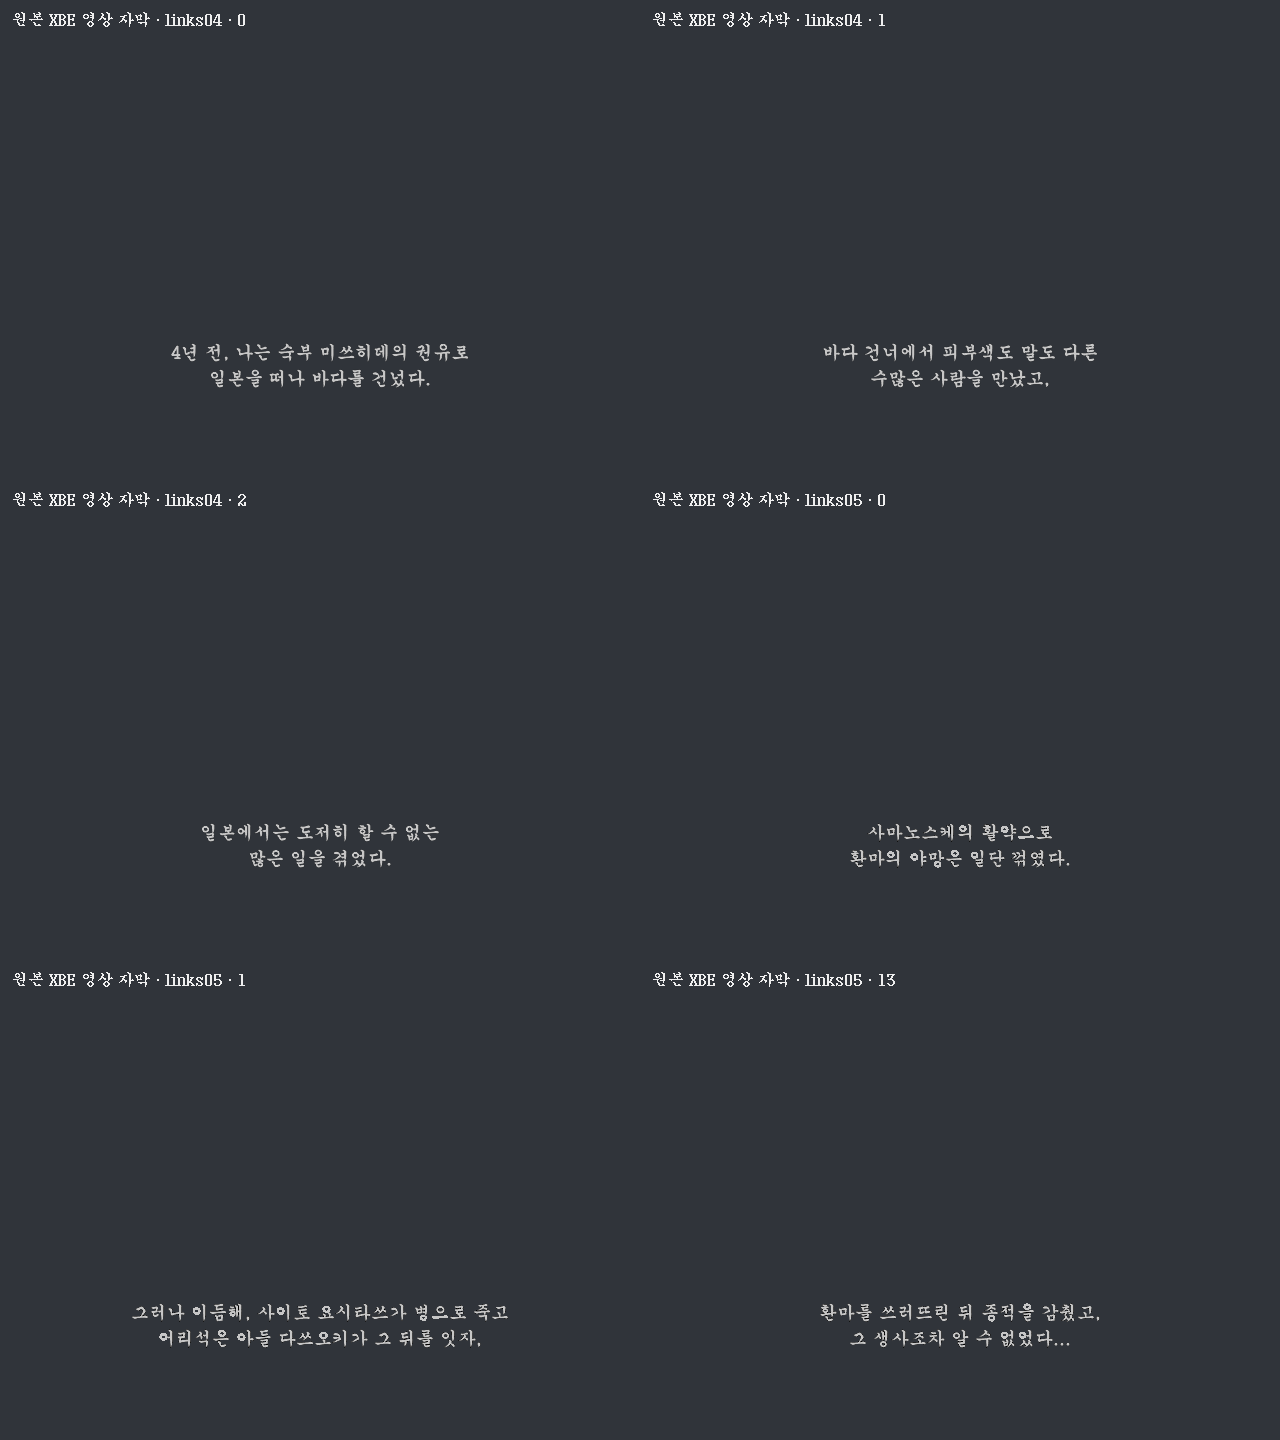 원본 XBE 영상 자막 · links04 · 0
4년 전, 나는 숙부 미쓰히데의 권유로
일본을 떠나 바다를 건넜다.
원본 XBE 영상 자막 · links04 · 1
바다 건너에서 피부색도 말도 다른
수많은 사람을 만났고,
원본 XBE 영상 자막 · links04 · 2
일본에서는 도저히 할 수 없는
많은 일을 겪었다.
원본 XBE 영상 자막 · links05 · 0
사마노스케의 활약으로
환마의 야망은 일단 꺾였다.
원본 XBE 영상 자막 · links05 · 1
그러나 이듬해, 사이토 요시타쓰가 병으로 죽고
어리석은 아들 다쓰오키가 그 뒤를 잇자,
원본 XBE 영상 자막 · links05 · 13
환마를 쓰러뜨린 뒤 종적을 감췄고,
그 생사조차 알 수 없었다...